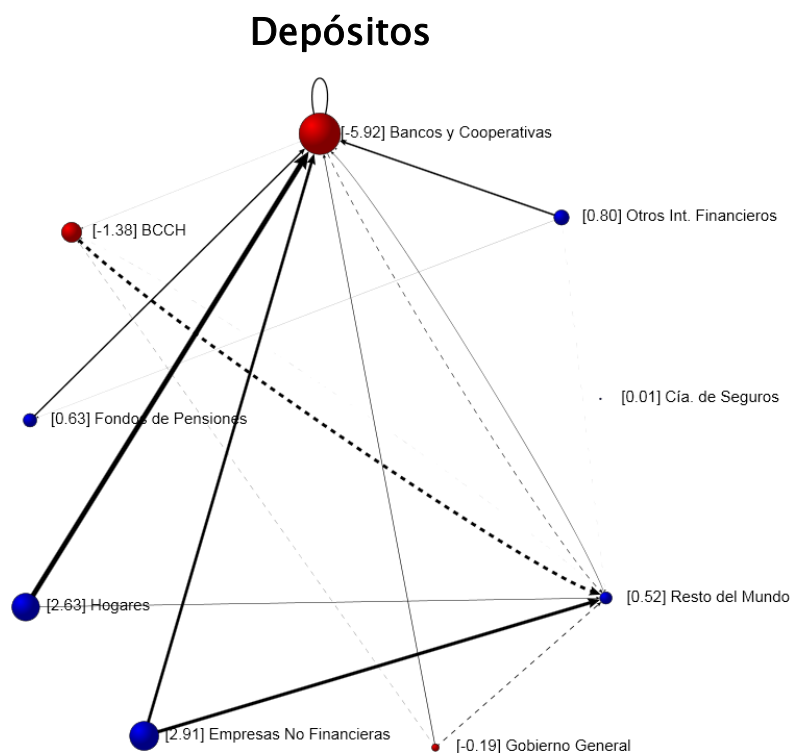 Depósitos
[-5.92] Bancos y Cooperativas
[0.80] Otros Int. Financieros
[-1.38] BCCH
[0.01] Cía. de Seguros
[0.63] Fondos de Pensiones
[0.52] Resto del Mundo
[2.63] Hogares
[2.91] Empresas No Financieras
[-0.19] Gobierno General